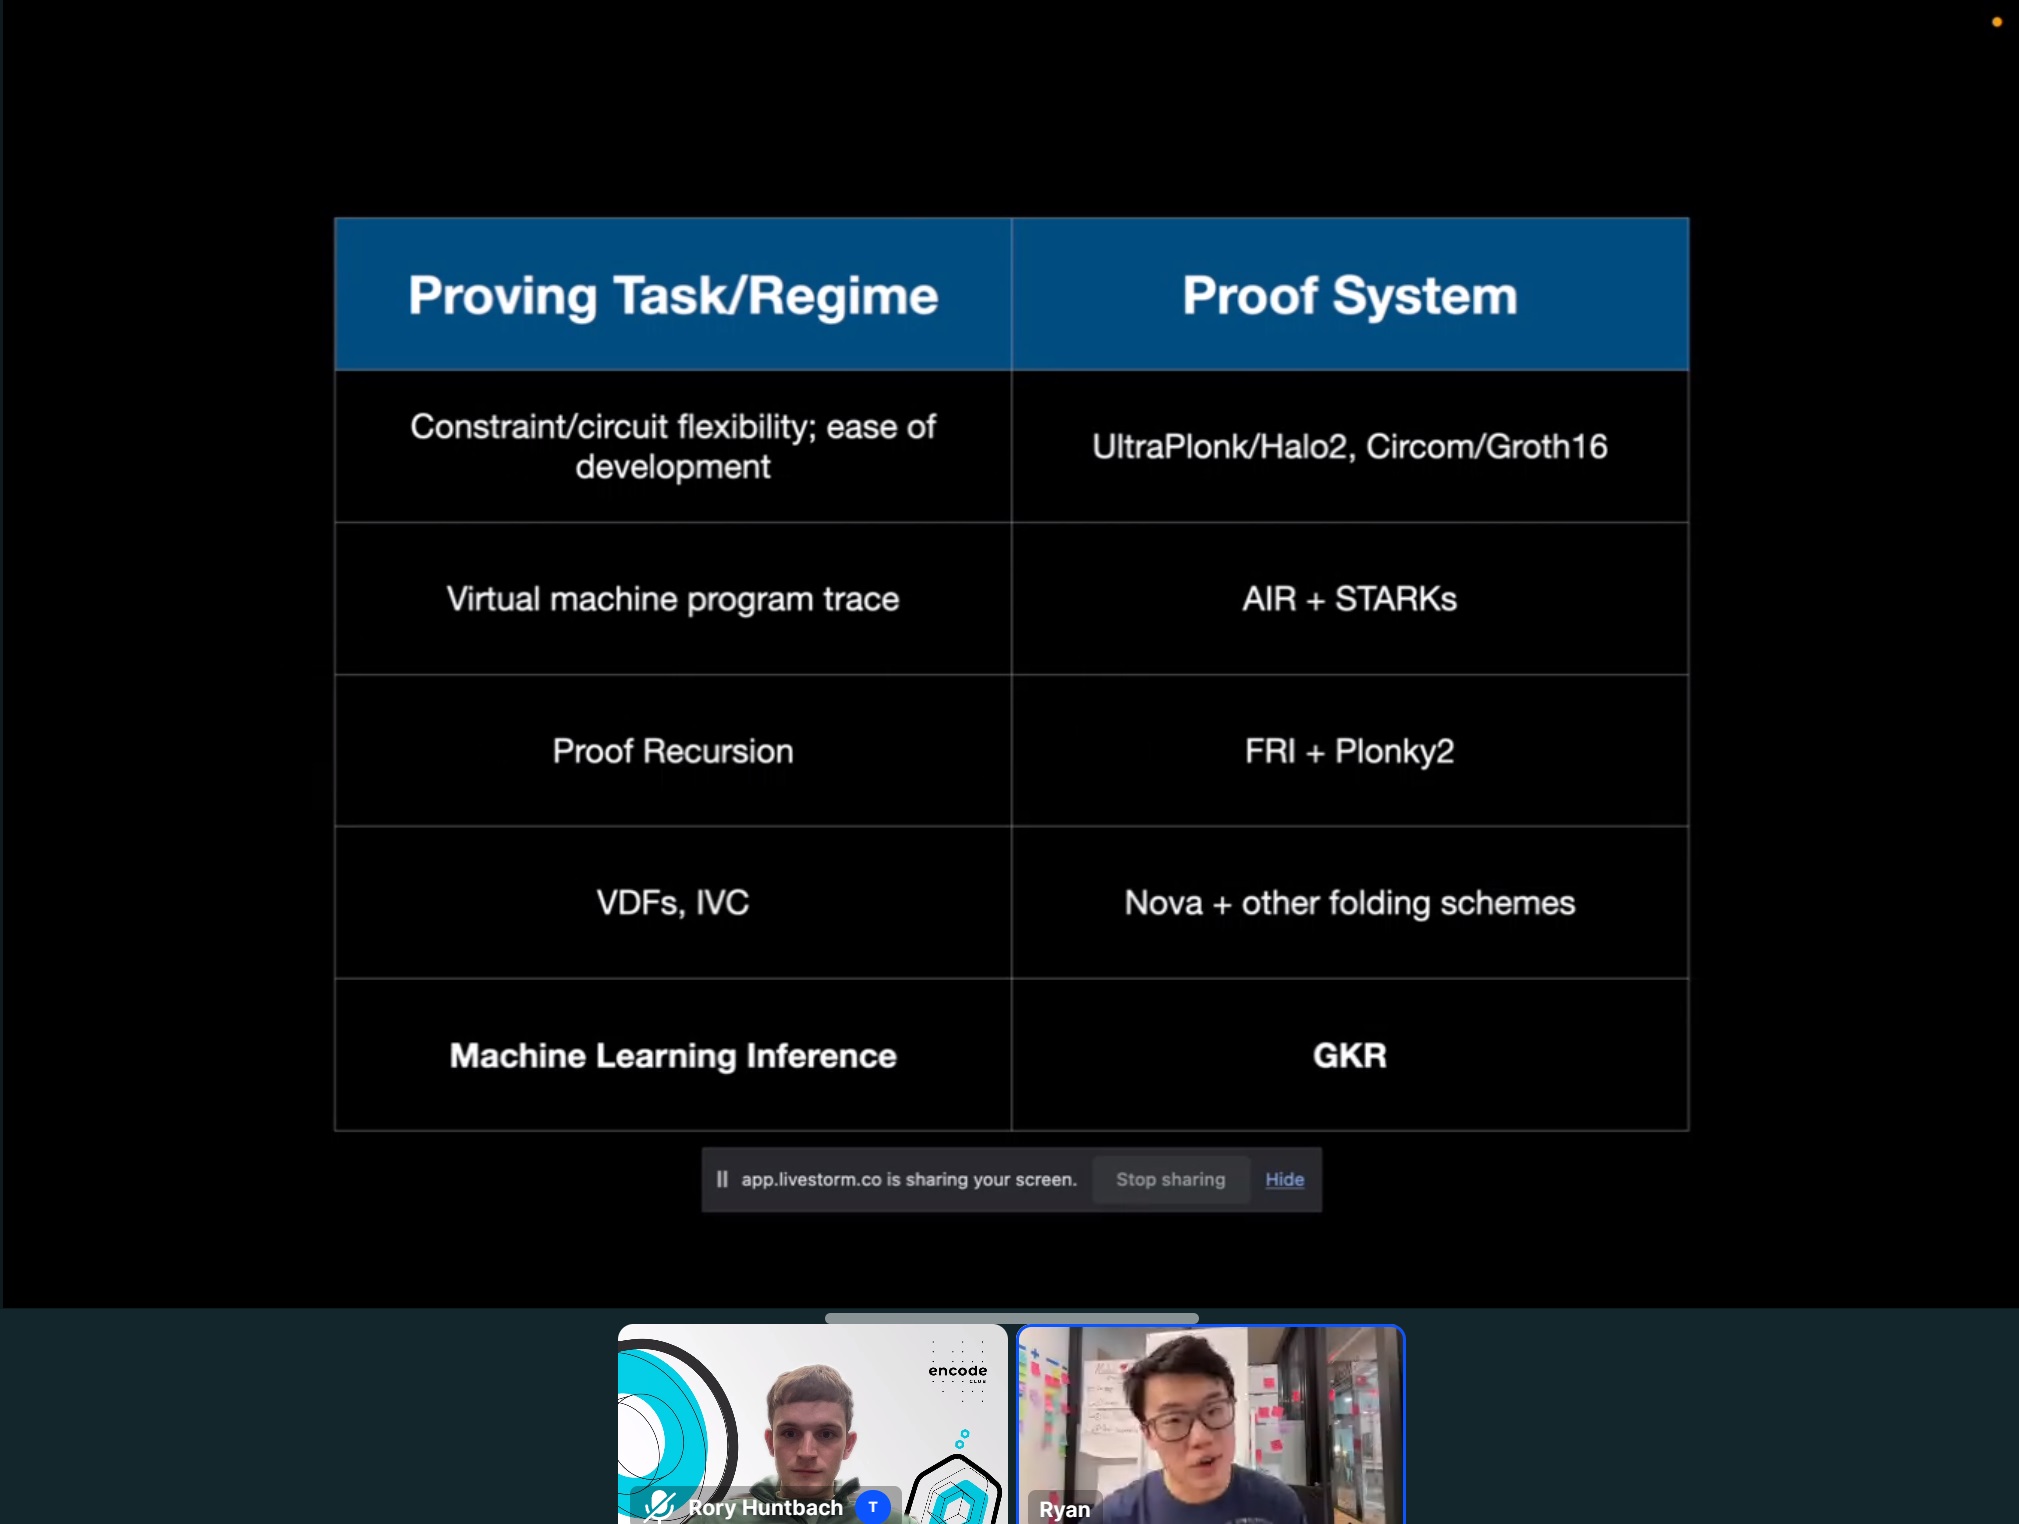 Proving Task/Regime
Proof System
Constraint/circuit flexibility; ease of
development
UltraPlonk/Halo2, Circom/Groth16
Virtual machine program trace
AIR + STARKs
Proof Recursion
FRI + Plonky2
VDFs, IVC
Nova + other folding schemes
Machine Learning Inference
GKR
app.livestorm.co is sharing your screen.
Stop sharing
Hide
encode
CLUB
Rory Huntbach
T
Ryan